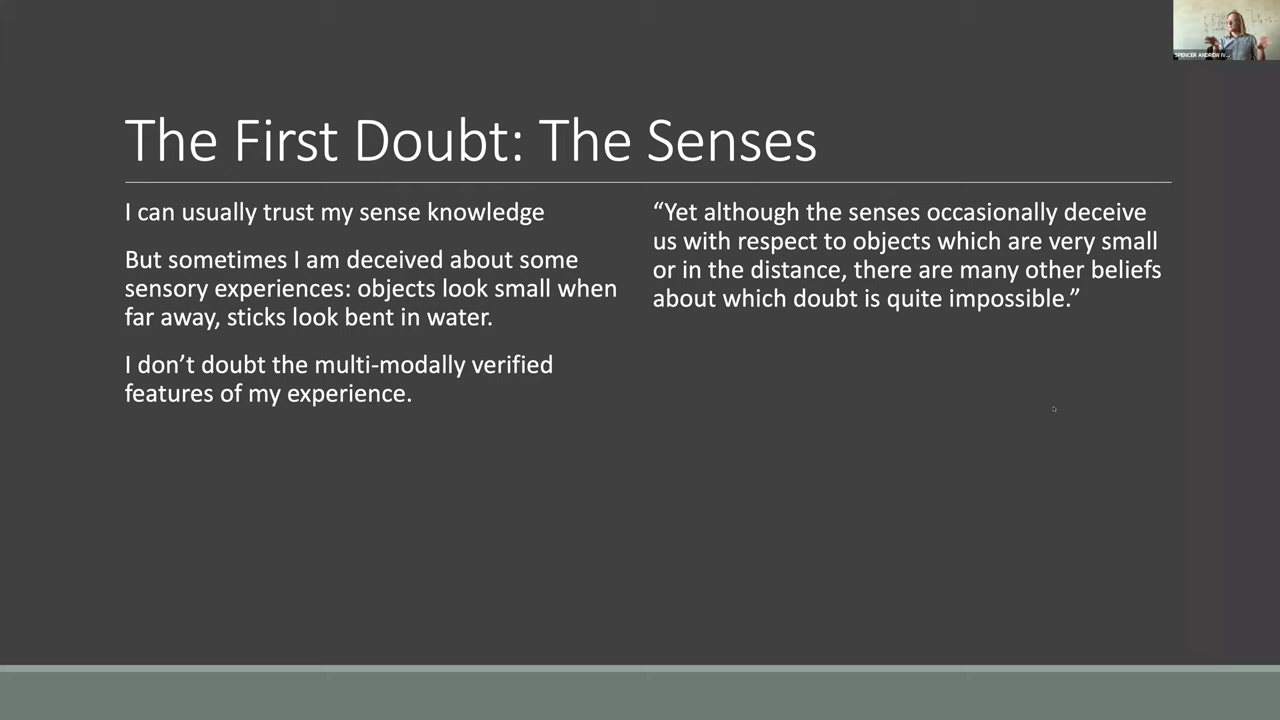 SPENCER ANDREW IV...
The First Doubt: The Senses
I can usually trust my sense knowledge
But sometimes I am deceived about some
sensory experiences: objects look small when
far away, sticks look bent in water.
I don’t doubt the multi-modally verified
features of my experience.
“Yet although the senses occasionally deceive
us with respect to objects which are very small
or in the distance, there are many other beliefs
about which doubt is quite impossible.”